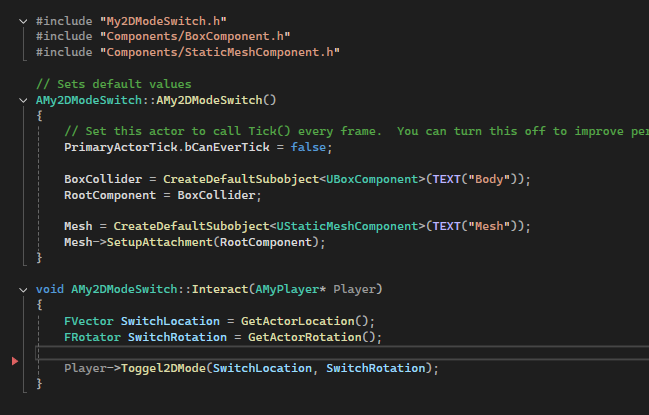 #include "My2DModeSwitch.h"
#include "Components/BoxComponent.h"
#include "Components/StaticMeshComponent.h"
// Sets default values
AMy2DModeSwitch::AMy2DModeSwitch()
{
// Set this actor to call Tick() every frame.  You can turn this off to improve per
PrimaryActorTick.bCanEverTick = false;
BoxCollider = CreateDefaultSubobject<UBoxComponent>(TEXT("Body"));
RootComponent = BoxCollider;
Mesh = CreateDefaultSubobject<UStaticMeshComponent>(TEXT("Mesh"));
Mesh->SetupAttachment(RootComponent);
}
void AMy2DModeSwitch::Interact(AMyPlayer* Player)
{
FVector SwitchLocation = GetActorLocation();
FRotator SwitchRotation = GetActorRotation();
Player->Toggel2DMode(SwitchLocation, SwitchRotation);
}